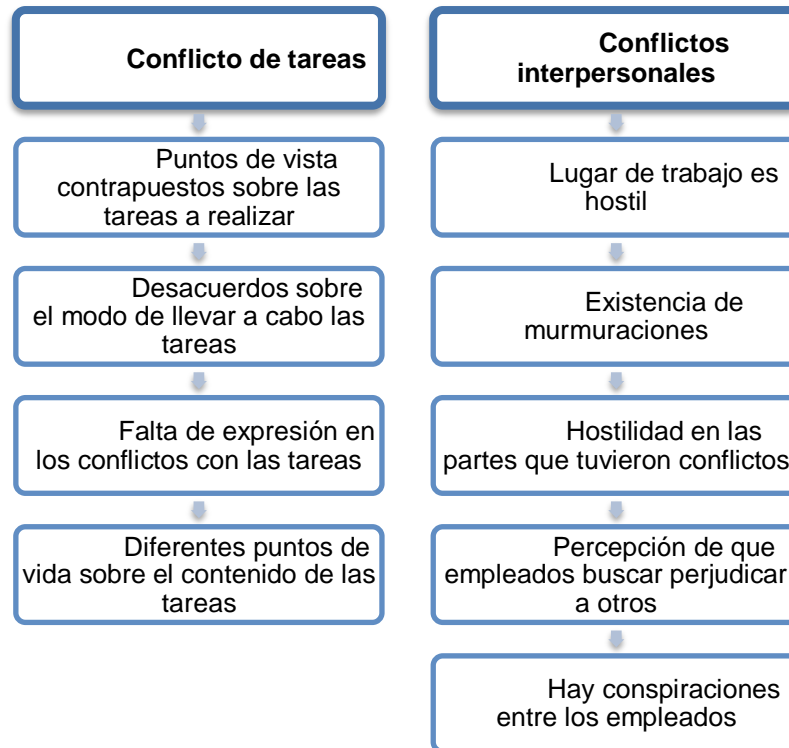 Conflicto de tareas
Puntos de vista
contrapuestos sobre las
tareas a realizar
Desacuerdos sobre
el modo de llevar a cabo las
tareas
Falta de expresión en
los conflictos con las tareas
Diferentes puntos de
vida sobre el contenido de las
tareas
Conflictos
interpersonales
Lugar de trabajo es
hostil
Existencia de
murmuraciones
Hostilidad en las
partes que tuvieron conflictos
Percepción de que
empleados buscar perjudicar
a otros
Hay conspiraciones
entre los empleados